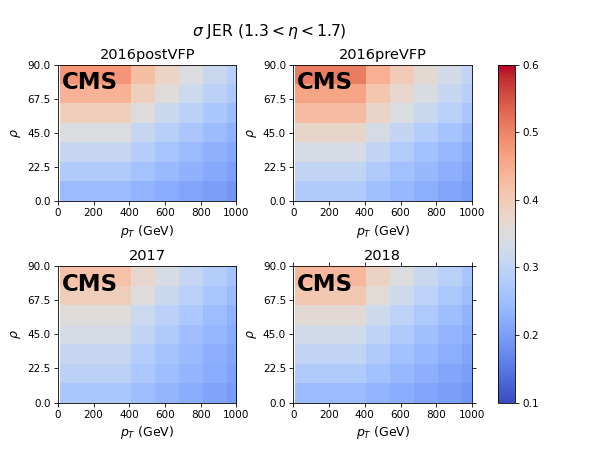 σ JER (1.3 < η < 1.7)
2016postVFP
2016preVFP
90.0
67.5
45.0
22.5
0.0
ρ
CMS
0 200 400 600 800 1000
p_T (GeV)
90.0
67.5
45.0
22.5
0.0
ρ
CMS
0 200 400 600 800 1000
p_T (GeV)
2017
2018
90.0
67.5
45.0
22.5
0.0
ρ
CMS
0 200 400 600 800 1000
p_T (GeV)
90.0
67.5
45.0
22.5
0.0
ρ
CMS
0 200 400 600 800 1000
p_T (GeV)
0.6
0.5
0.4
0.3
0.2
0.1